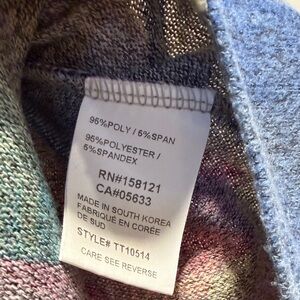 95%POLY / 5%SPAN
95%POLYESTER /
5%SPANDEX
RN#158121
CA#05633
MADE IN SOUTH KOREA
FABRIQUÉ EN CORÉE
DE SUD
STYLE# TT10514
CARE SEE REVERSE